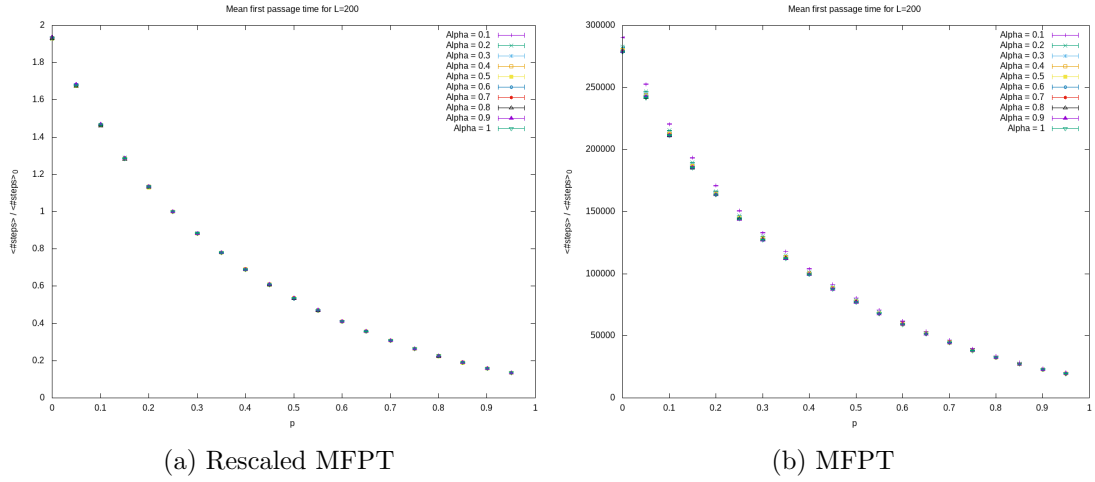 Mean first passage time for L=200
2
1.8
1.6
1.4
1.2
1
0.8
0.6
0.4
0.2
0
<#steps> / <#steps>0
Alpha = 0.1
Alpha = 0.2
Alpha = 0.3
Alpha = 0.4
Alpha = 0.5
Alpha = 0.6
Alpha = 0.7
Alpha = 0.8
Alpha = 0.9
Alpha = 1
0 0.1 0.2 0.3 0.4 0.5 0.6 0.7 0.8 0.9 1
p
(a) Rescaled MFPT
Mean first passage time for L=200
300000
250000
200000
150000
100000
50000
0
<#steps> / <#steps>0
Alpha = 0.1
Alpha = 0.2
Alpha = 0.3
Alpha = 0.4
Alpha = 0.5
Alpha = 0.6
Alpha = 0.7
Alpha = 0.8
Alpha = 0.9
Alpha = 1
0 0.1 0.2 0.3 0.4 0.5 0.6 0.7 0.8 0.9 1
p
(b) MFPT